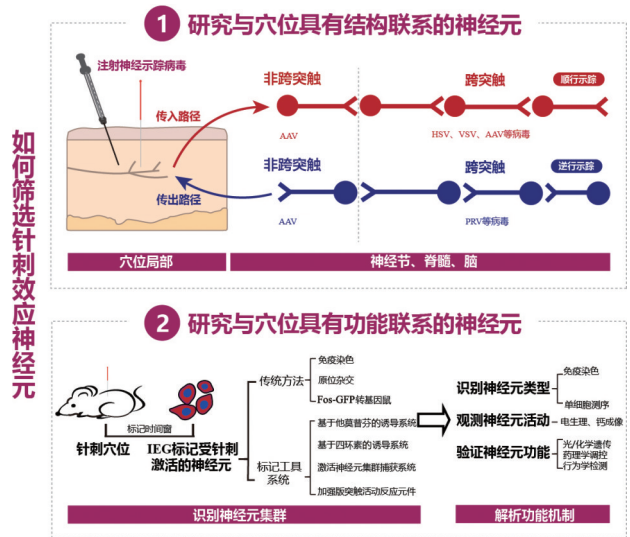 如何筛选针刺效应神经元
1 研究与穴位具有结构联系的神经元
注射神经示踪病毒
传入路径
传出路径
非跨突触
跨突触
顺行示踪
AAV
HSV、VSV、AAV等病毒
非跨突触
跨突触
逆行示踪
AAV
PRV等病毒
穴位局部
神经节、脊髓、脑
2 研究与穴位具有功能联系的神经元
标记时间窗
针刺穴位
IEG标记受针刺
激活的神经元
传统方法
免疫染色
原位杂交
Fos-GFP转基因鼠
标记工具
系统
基于他莫昔芬的诱导系统
基于四环素的诱导系统
激活神经元集群捕获系统
加强版突触活动反应元件
识别神经元类型
免疫染色
单细胞测序
观测神经元活动
电生理、钙成像
验证神经元功能
光/化学遗传
药理学调控
行为学检测
识别神经元集群
解析功能机制